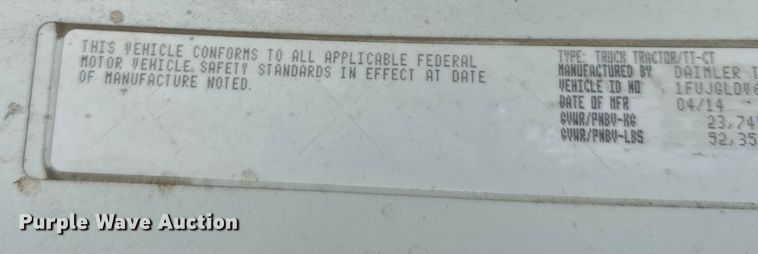 THIS VEHICLE CONFORMS TO ALL APPLICABLE FEDERAL
MOTOR VEHICLE SAFETY STANDARDS IN EFFECT AT DATE
OF MANUFACTURE NOTED.
TYPE: TRUCK TRACTOR/TT-CT
MANUFACTURED BY DAIMLER T
VEHICLE ID NO 1FUJGLDV6
DATE OF MFR 04/14
GVWR/PNBV-KG 23,74
GVWR/PNBV-LBS 52,35
Purple Wave Auction